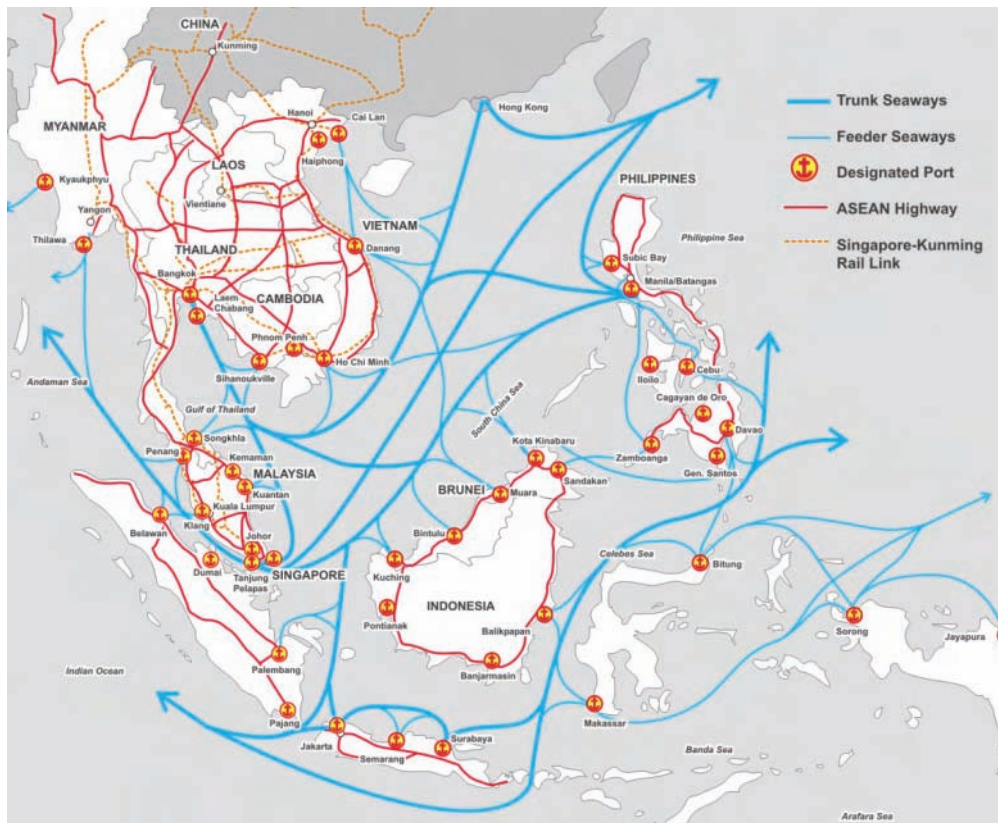 CHINA
Kunming
Hong Kong
Trunk Seaways
Feeder Seaways
Designated Port
ASEAN Highway
Singapore-Kunming
Rail Link
Hanoi
Cai Lan
Haiphong
MYANMAR
Kyaukphyu
LAOS
Vientiane
Yangon
Thilawa
VIETNAM
Danang
THAILAND
Bangkok
Laem
Chabang
CAMBODIA
Phnom Penh
Ho Chi Minh
Sihanoukville
PHILIPPINES
Philippine Sea
Subic Bay
Manila/Batangas
Iloilo
Cebu
Cagayan de Oro
Davao
Zamboanga
Gen. Santos
Andaman Sea
Gulf of Thailand
South China Sea
Songkhla
Penang
Kemaman
MALAYSIA
Kuantan
Kuala Lumpur
Klang
Belawan
Johor
Dumai
Tanjung
Pelapas
SINGAPORE
Kota Kinabaru
Sandakan
BRUNEI
Muara
Bintulu
Kuching
Celebes Sea
Bitung
INDONESIA
Pontianak
Balikpapan
Banjarmasin
Sorong
Jayapura
Indian Ocean
Palembang
Pajang
Jakarta
Semarang
Surabaya
Makassar
Banda Sea
Arafara Sea